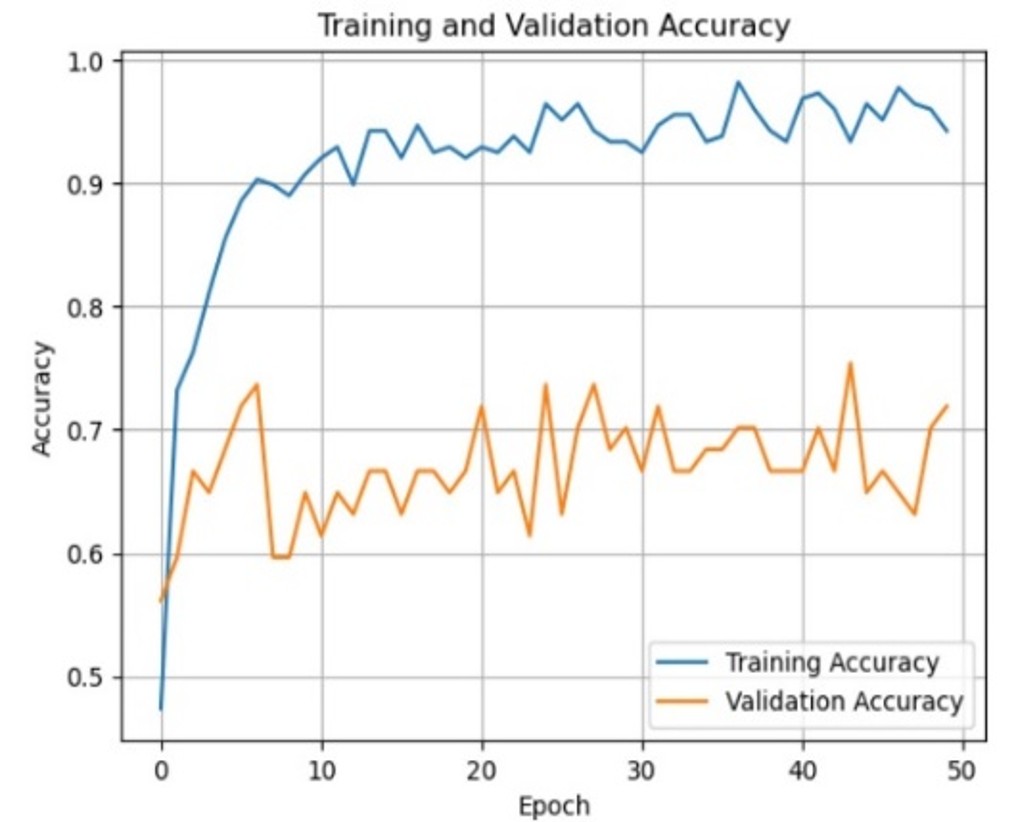 Training and Validation Accuracy
1.0
0.9
0.8
0.7
0.6
0.5
Accuracy
0 10 20 30 40 50
Epoch
Training Accuracy
Validation Accuracy